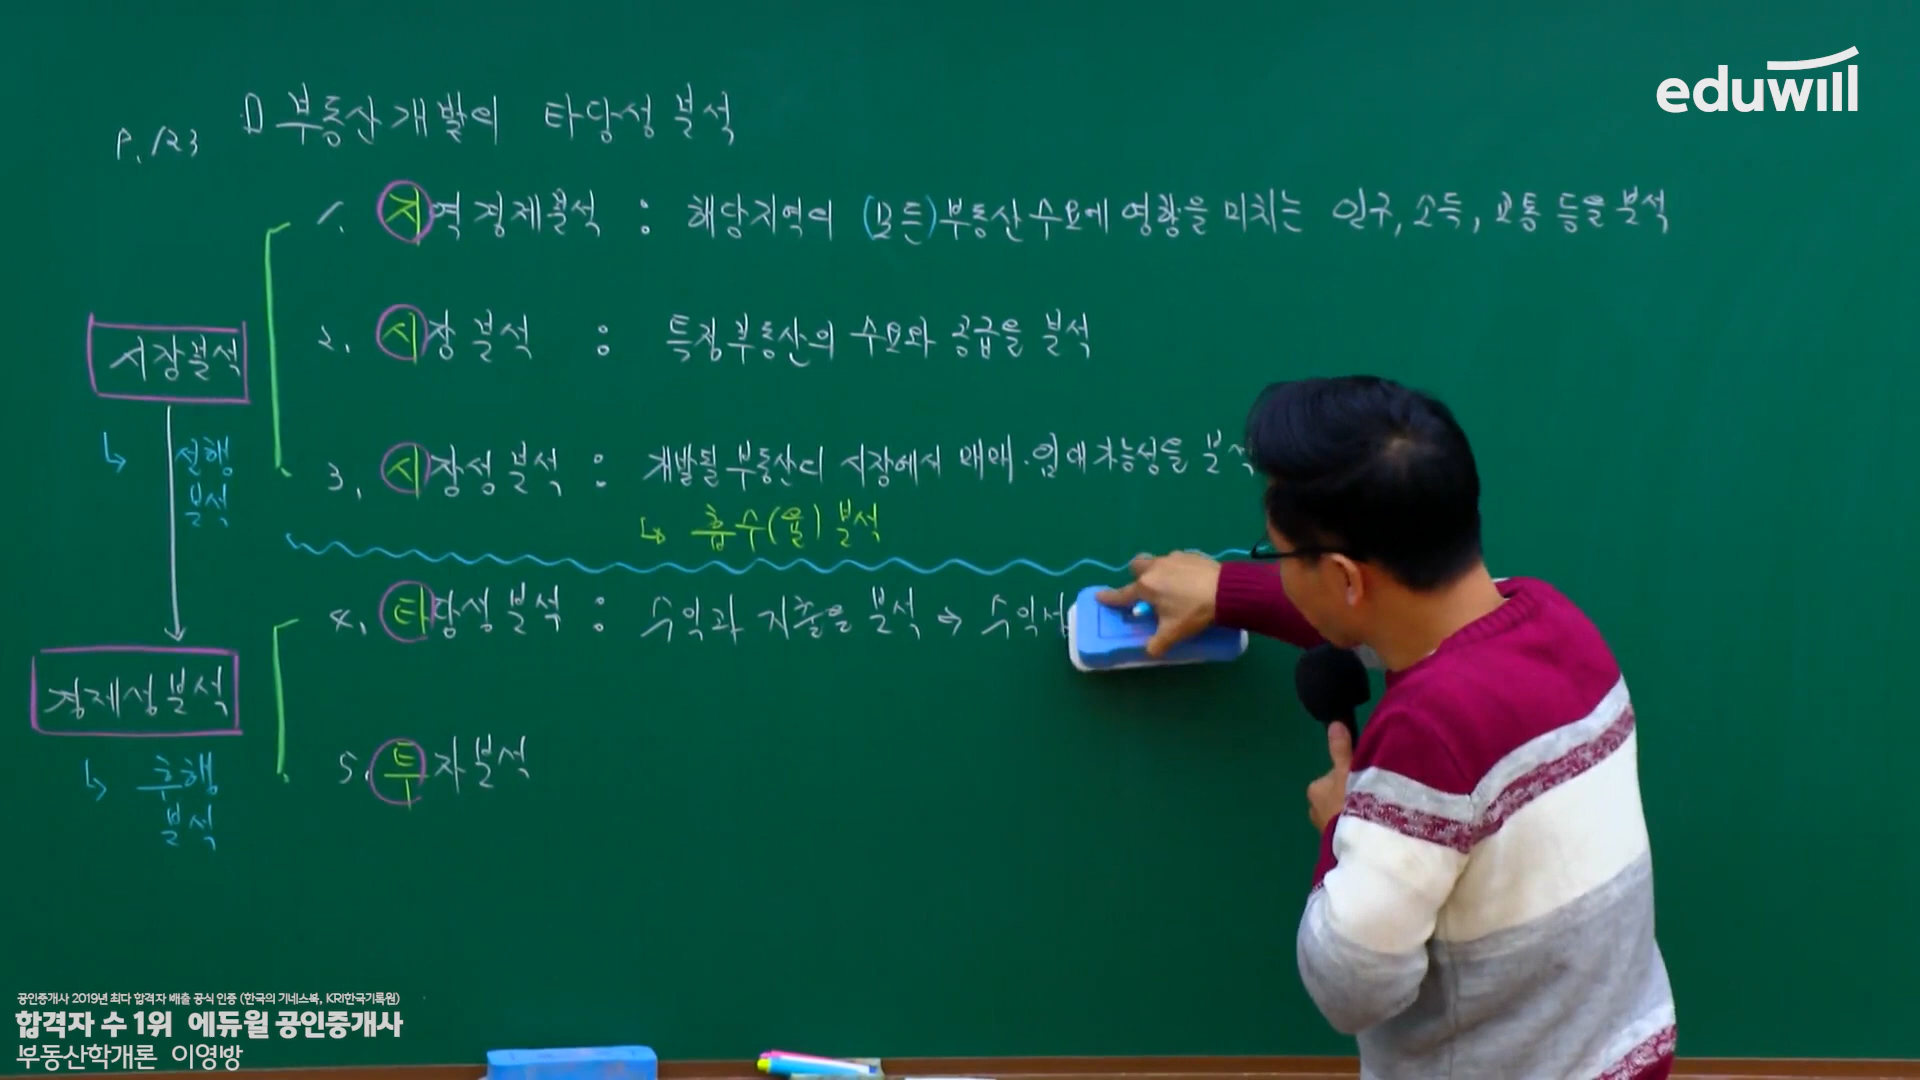 eduwill
P.123
① 부동산개발의 타당성 분석
1. 지역경제분석 : 해당지역의 (모든)부동산수요에 영향을 미치는 인구, 소득, 교통 등을 분석
2. 시장분석 : 특정부동산의 수요와 공급을 분석
3. 시장성분석 : 개발될 부동산이 시장에서 매매·임대가능성을 분석
↳ 흡수(율) 분석
4. 타당성분석 : 수익과 지출을 분석 → 수익성
5. 투자분석
시장분석
↳ 선행
분석
경제성분석
↳ 후행
분석
공인중개사 2019년 최다 합격자 배출 공식 인증 (한국의 기네스북, KRI한국기록원)
합격자 수 1위 에듀윌 공인중개사
부동산학개론 이영방